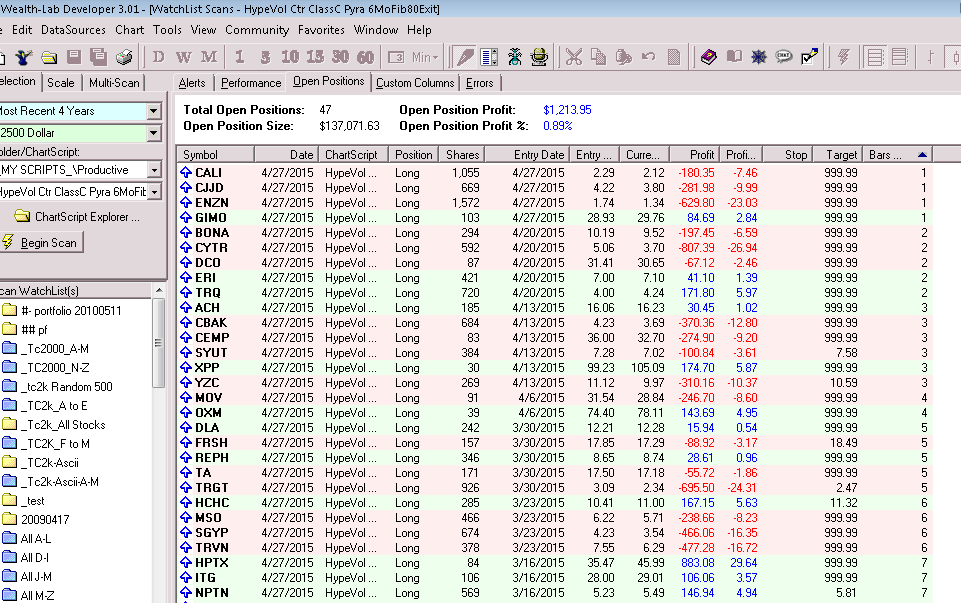 Wealth-Lab Developer 3.01 - [WatchList Scans - HypeVol Ctr ClassC Pyra 6MoFib80Exit]
Edit DataSources Chart Tools View Community Favorites Window Help
D W M 1 3 10 15 30 60 3 Min
election Scale Multi-Scan Alerts Performance Open Positions Custom Columns Errors
Most Recent 4 Years
2500 Dollar
older/ChartScript:
_MY SCRIPTS_\Productive
HypeVol Ctr ClassC Pyra 6MoFit
ChartScript Explorer ...
Begin Scan
can WatchList(s)
#- portfolio 20100511
## pf
_TC2000_A-M
_TC2000_N-Z
_tc2k Random 500
_TC2k_A to E
_TC2k_All Stocks
_TC2K_F to M
_TC2k-Ascii
_Tc2k-Ascii-A-M
_test
20090417
All A-L
All D-I
All J-M
All M-Z
Total Open Positions: 47 Open Position Profit: $1,213.95
Open Position Size: $137,071.63 Open Position Profit %: 0.89%
Symbol Date ChartScript Position Shares Entry Date Entry ... Curre... Profit Profi... Stop Target Bars ...
CALI 4/27/2015 HypeVol ... Long 1,055 4/27/2015 2.29 2.12 -180.35 -7.46 999.99 1
CJJD 4/27/2015 HypeVol ... Long 669 4/27/2015 4.22 3.80 -281.98 -9.99 999.99 1
ENZN 4/27/2015 HypeVol ... Long 1,572 4/27/2015 1.74 1.34 -629.80 -23.03 999.99 1
GIMO 4/27/2015 HypeVol ... Long 103 4/27/2015 28.93 29.76 84.69 2.84 999.99 1
BONA 4/27/2015 HypeVol ... Long 294 4/20/2015 10.19 9.52 -197.45 -6.59 999.99 2
CYTR 4/27/2015 HypeVol ... Long 592 4/20/2015 5.06 3.70 -807.39 -26.94 999.99 2
DCO 4/27/2015 HypeVol ... Long 87 4/20/2015 31.41 30.65 -67.12 -2.46 999.99 2
ERI 4/27/2015 HypeVol ... Long 421 4/20/2015 7.00 7.10 41.10 1.39 999.99 2
TRQ 4/27/2015 HypeVol ... Long 720 4/20/2015 4.00 4.24 171.80 5.97 999.99 2
ACH 4/27/2015 HypeVol ... Long 185 4/13/2015 16.06 16.23 30.45 1.02 999.99 3
CBAK 4/27/2015 HypeVol ... Long 684 4/13/2015 4.23 3.69 -370.36 -12.80 999.99 3
CEMP 4/27/2015 HypeVol ... Long 83 4/13/2015 36.00 32.70 -274.90 -9.20 999.99 3
SYUT 4/27/2015 HypeVol ... Long 384 4/13/2015 7.28 7.02 -100.84 -3.61 7.58 3
XPP 4/27/2015 HypeVol ... Long 30 4/13/2015 99.23 105.09 174.70 5.87 999.99 3
YZC 4/27/2015 HypeVol ... Long 269 4/13/2015 11.12 9.97 -310.16 -10.37 10.59 3
MOV 4/27/2015 HypeVol ... Long 91 4/6/2015 31.54 28.84 -246.70 -8.60 999.99 4
OXM 4/27/2015 HypeVol ... Long 39 4/6/2015 74.40 78.11 143.69 4.95 999.99 4
DLA 4/27/2015 HypeVol ... Long 242 3/30/2015 12.21 12.28 15.94 0.54 999.99 5
FRSH 4/27/2015 HypeVol ... Long 157 3/30/2015 17.85 17.29 -88.92 -3.17 18.49 5
REPH 4/27/2015 HypeVol ... Long 346 3/30/2015 8.65 8.74 28.61 0.96 999.99 5
TA 4/27/2015 HypeVol ... Long 171 3/30/2015 17.50 17.18 -55.72 -1.86 999.99 5
TRGT 4/27/2015 HypeVol ... Long 926 3/30/2015 3.09 2.34 -695.50 -24.31 2.47 5
HCHC 4/27/2015 HypeVol ... Long 285 3/23/2015 10.41 11.00 167.15 5.63 11.32 6
MSO 4/27/2015 HypeVol ... Long 466 3/23/2015 6.22 5.71 -238.66 -8.23 999.99 6
SGYP 4/27/2015 HypeVol ... Long 674 3/23/2015 4.23 3.54 -466.06 -16.35 999.99 6
TRVN 4/27/2015 HypeVol ... Long 378 3/23/2015 7.55 6.29 -477.28 -16.72 999.99 6
HPTX 4/27/2015 HypeVol ... Long 84 3/16/2015 35.47 45.99 883.08 29.64 999.99 7
ITG 4/27/2015 HypeVol ... Long 106 3/16/2015 28.00 29.01 106.06 3.57 999.99 7
NPTN 4/27/2015 HypeVol ... Long 569 3/16/2015 5.23 5.49 146.94 4.94 5.81 7